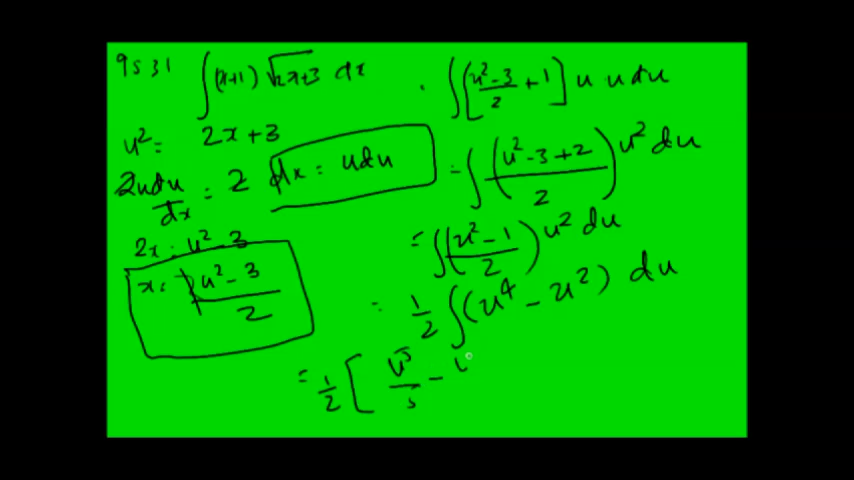 9531 ∫(x+1) √2x+3 dx
u² = 2x+3
2u du/dx = 2 dx = u du
2x = u² - 3
x = u² - 3 / 2
∫[u² - 3 / 2 + 1] u u du
= ∫(u² - 3 + 2 / 2) u² du
= ∫(u² - 1 / 2) u² du
= 1/2 ∫(u⁴ - u²) du
= 1/2 [u⁵/5 -